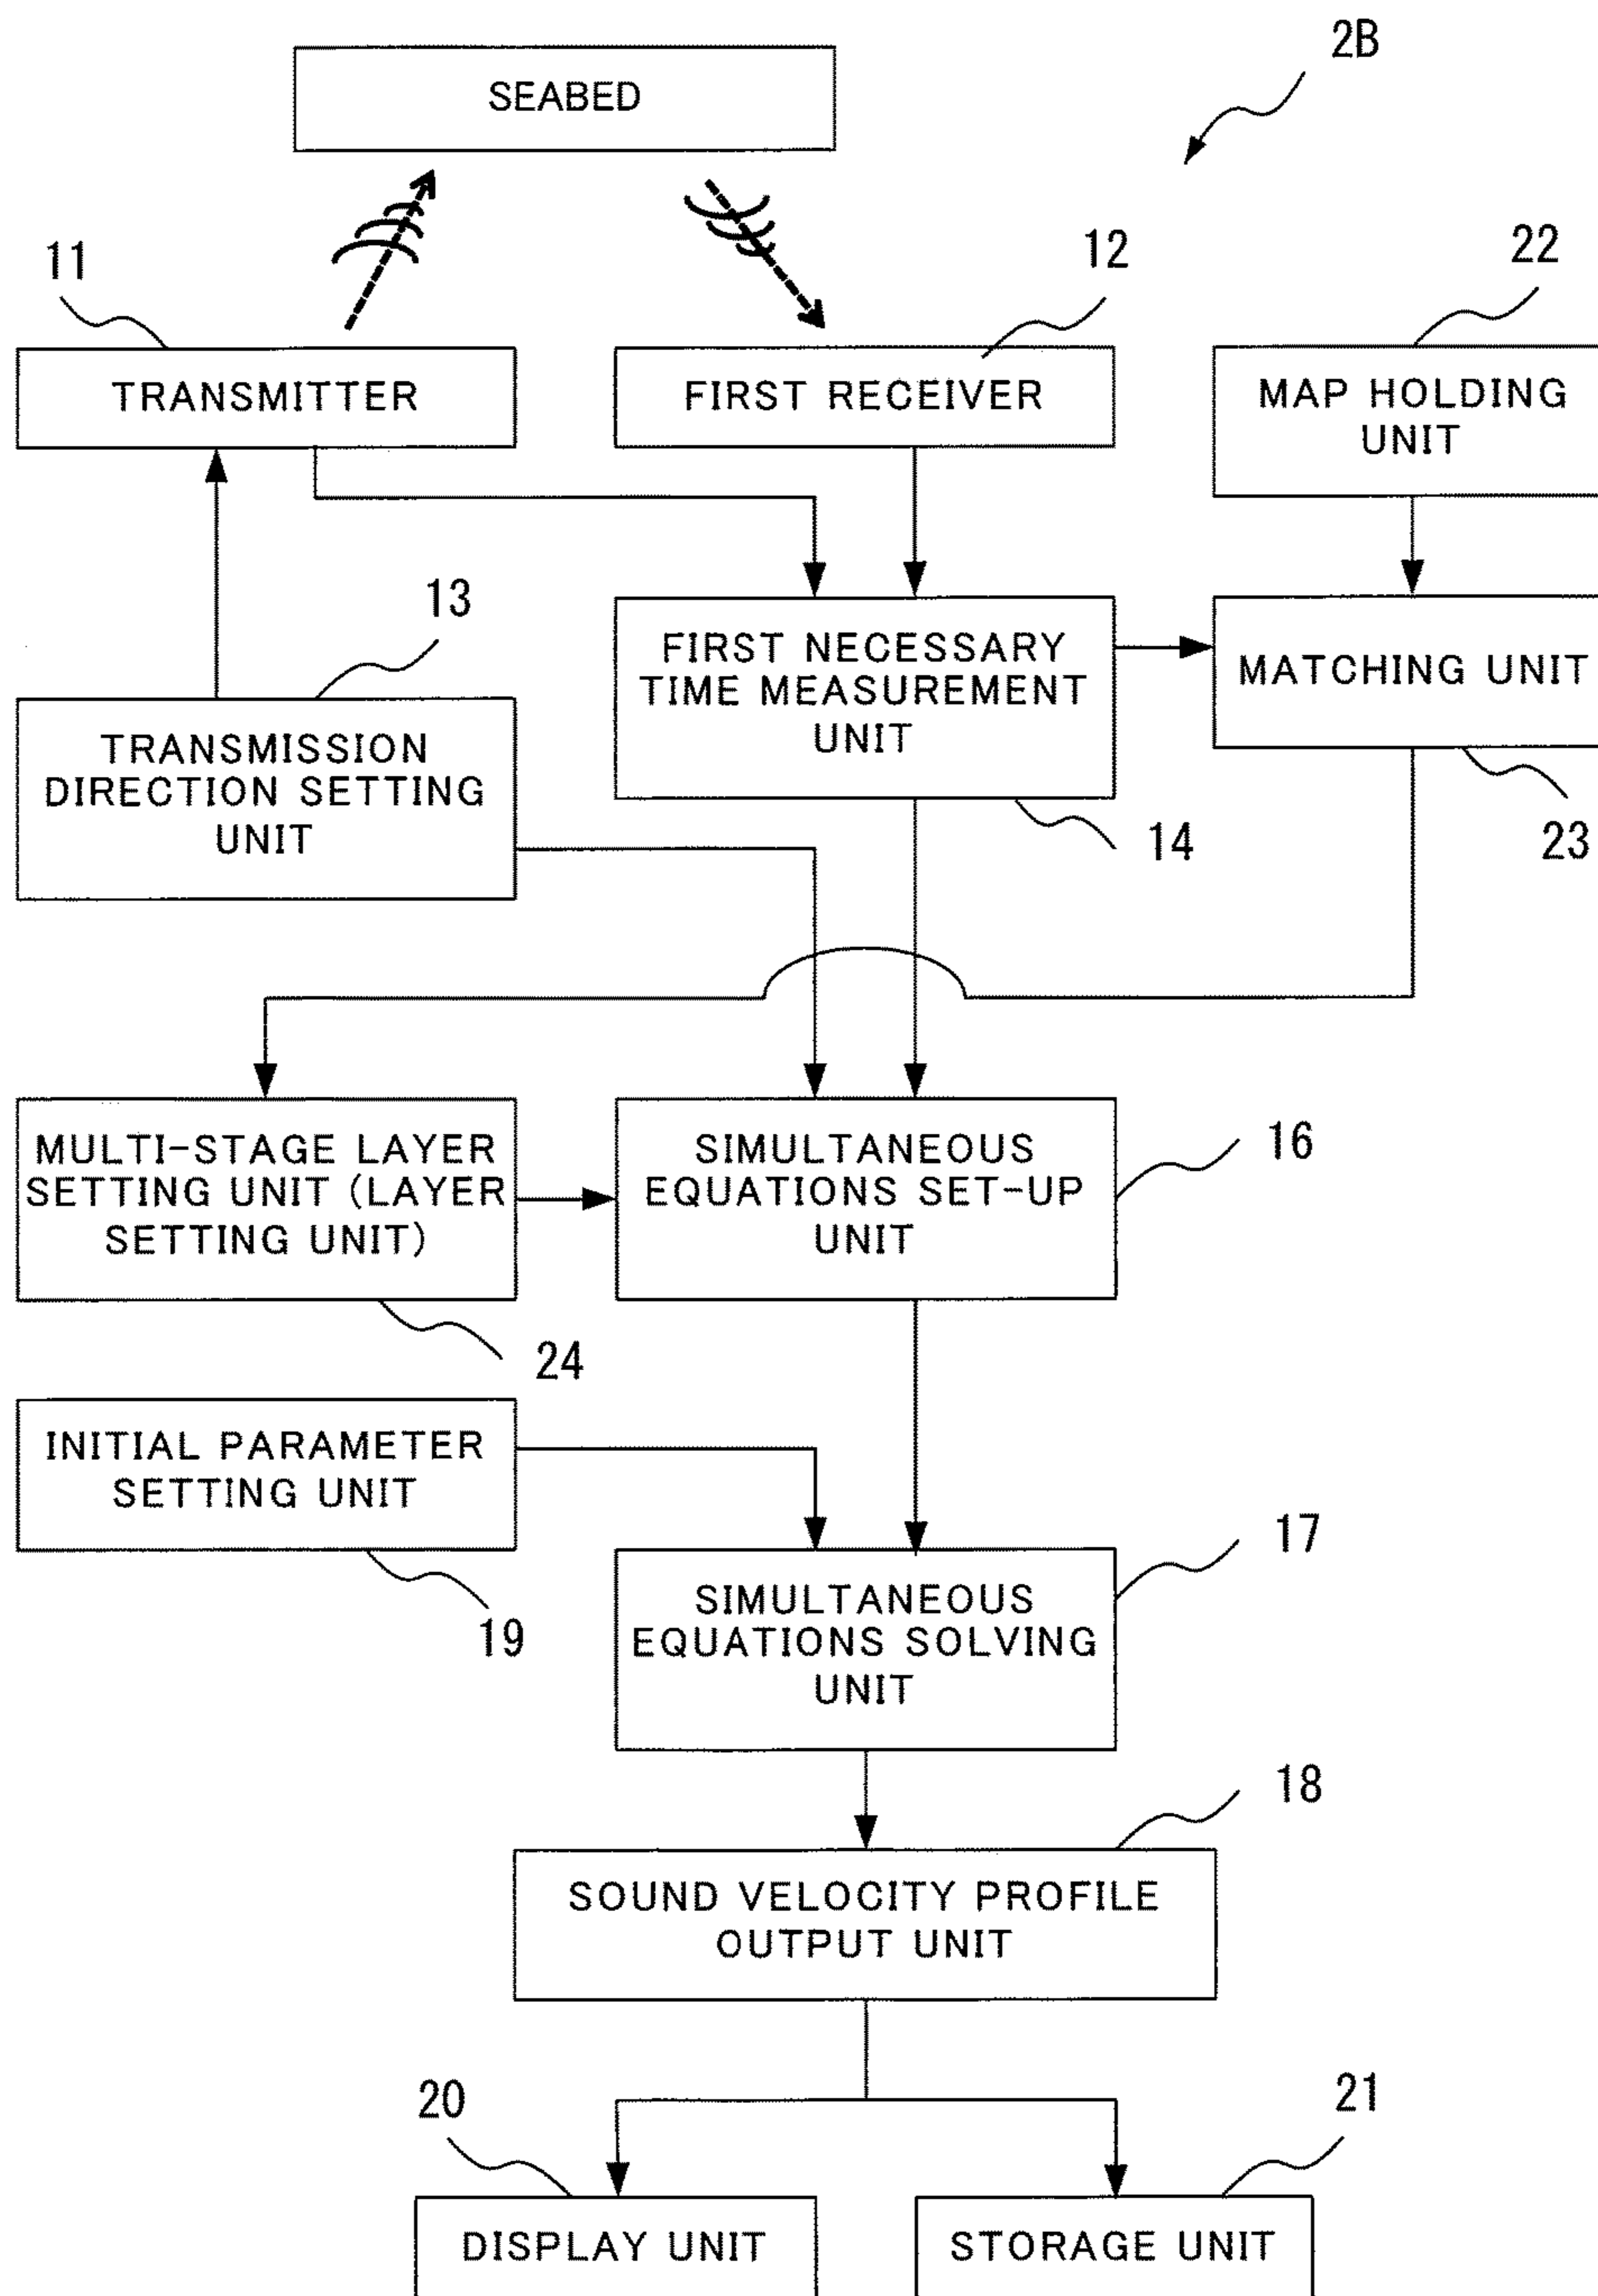 2B
SEABED
11
12
22
TRANSMITTER
FIRST RECEIVER
MAP HOLDING
UNIT
13
FIRST NECESSARY
TIME MEASUREMENT
UNIT
MATCHING UNIT
TRANSMISSION
DIRECTION SETTING
UNIT
14
23
MULTI-STAGE LAYER
SETTING UNIT (LAYER
SETTING UNIT)
SIMULTANEOUS
EQUATIONS SET-UP
UNIT
16
24
INITIAL PARAMETER
SETTING UNIT
19
17
SIMULTANEOUS
EQUATIONS SOLVING
UNIT
18
SOUND VELOCITY PROFILE
OUTPUT UNIT
20
21
DISPLAY UNIT
STORAGE UNIT